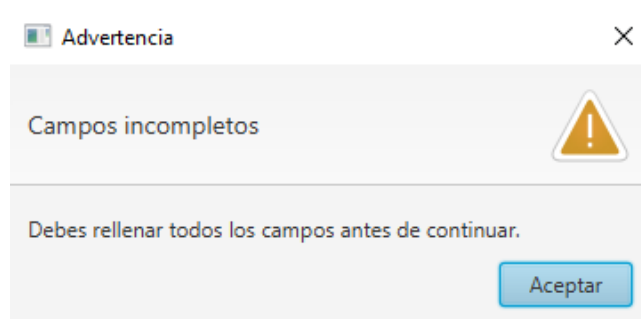 Advertencia
Campos incompletos
Debes rellenar todos los campos antes de continuar.
Aceptar